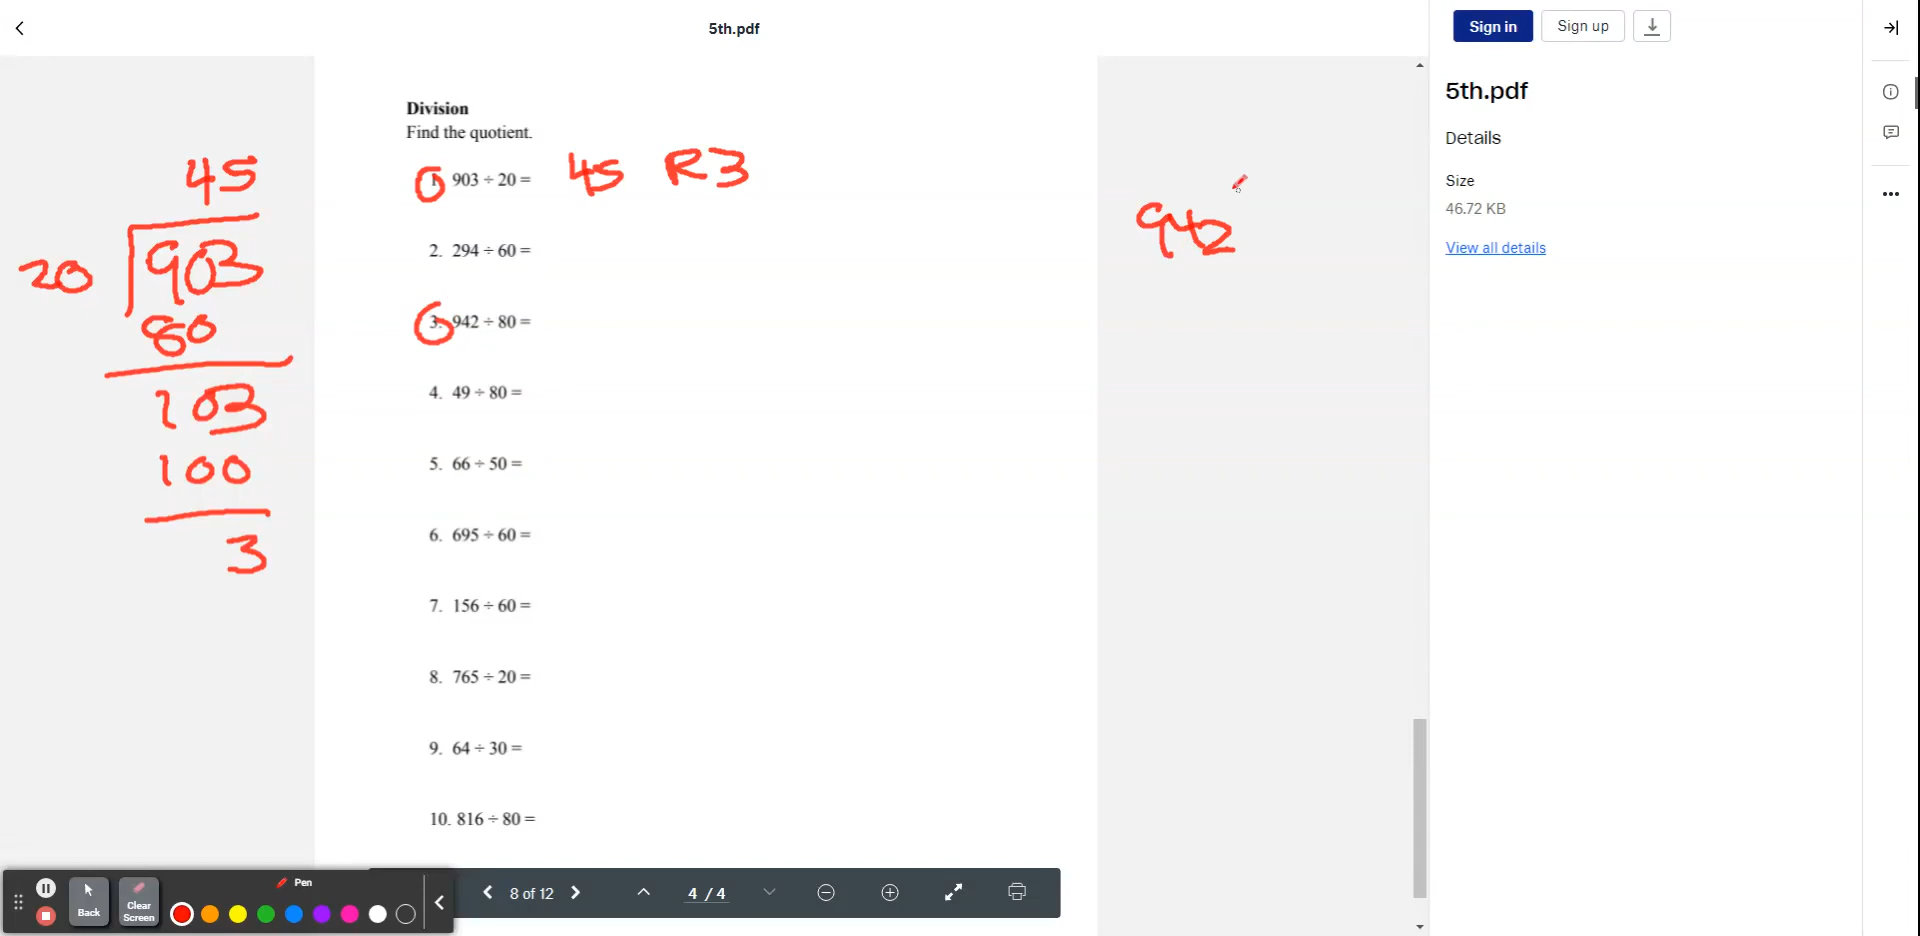 5th.pdf
Sign in
Sign up
5th.pdf
Details
Size
46.72 KB
View all details
Division
Find the quotient.
1. 903 ÷ 20 = 45 R3
2. 294 ÷ 60 =
3. 942 ÷ 80 =
4. 49 ÷ 80 =
5. 66 ÷ 50 =
6. 695 ÷ 60 =
7. 156 ÷ 60 =
8. 765 ÷ 20 =
9. 64 ÷ 30 =
10. 816 ÷ 80 =
45
20 903
80
103
100
3
942
Pen
Back
Clear
Screen
8 of 12
4 / 4